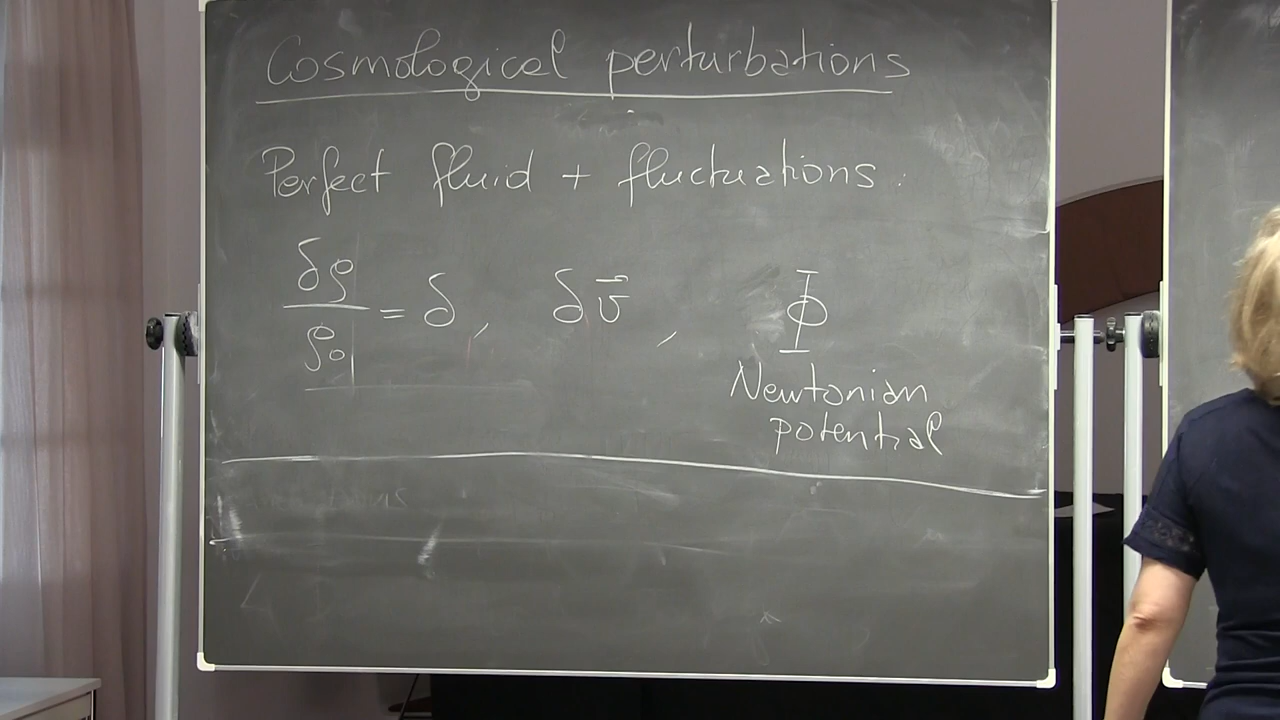 Cosmological perturbations
Perfect fluid + fluctuations :
δρ/ρ₀ = δ , δv⃗ , Φ
Newtonian
potential